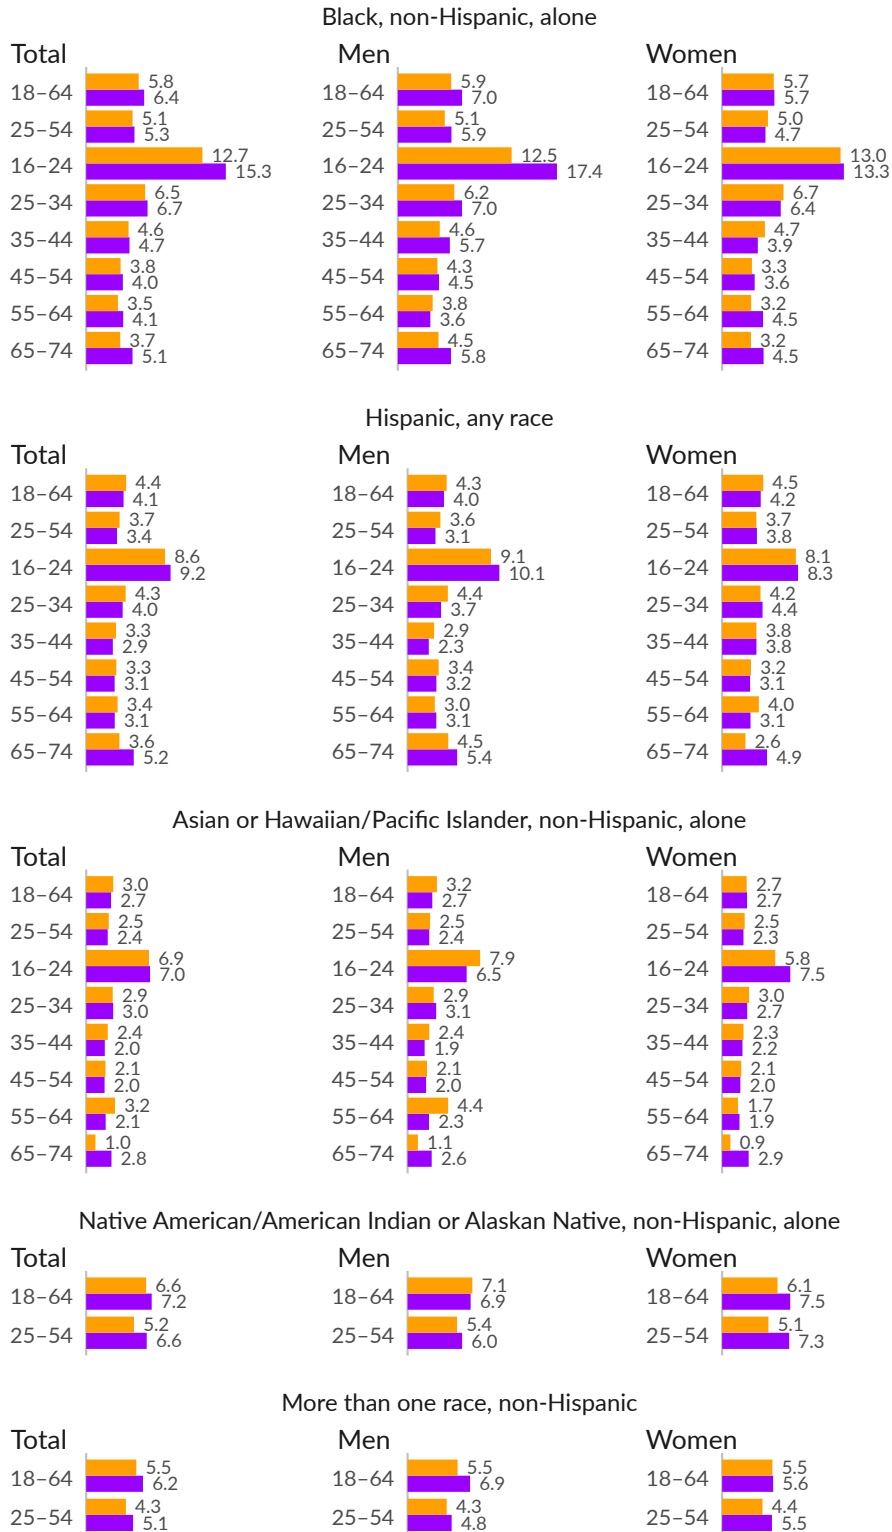 Black, non-Hispanic, alone
Total Men Women
18–64 5.8 6.4 18–64 5.9 7.0 18–64 5.7 5.7
25–54 5.1 5.3 25–54 5.1 5.9 25–54 5.0 4.7
16–24 12.7 15.3 16–24 12.5 17.4 16–24 13.0 13.3
25–34 6.5 6.7 25–34 6.2 7.0 25–34 6.7 6.4
35–44 4.6 4.7 35–44 4.6 5.7 35–44 4.7 3.9
45–54 3.8 4.0 45–54 4.3 4.5 45–54 3.3 3.6
55–64 3.5 4.1 55–64 3.8 3.6 55–64 3.2 4.5
65–74 3.7 5.1 65–74 4.5 5.8 65–74 3.2 4.5
Hispanic, any race
Total Men Women
18–64 4.4 4.1 18–64 4.3 4.0 18–64 4.5 4.2
25–54 3.7 3.4 25–54 3.6 3.1 25–54 3.7 3.8
16–24 8.6 9.2 16–24 9.1 10.1 16–24 8.1 8.3
25–34 4.3 4.0 25–34 4.4 3.7 25–34 4.2 4.4
35–44 3.3 2.9 35–44 2.9 2.3 35–44 3.8 3.8
45–54 3.3 3.1 45–54 3.4 3.2 45–54 3.2 3.1
55–64 3.4 3.1 55–64 3.0 3.1 55–64 4.0 3.1
65–74 3.6 5.2 65–74 4.5 5.4 65–74 2.6 4.9
Asian or Hawaiian/Pacific Islander, non-Hispanic, alone
Total Men Women
18–64 3.0 2.7 18–64 3.2 2.7 18–64 2.7 2.7
25–54 2.5 2.4 25–54 2.5 2.4 25–54 2.5 2.3
16–24 6.9 7.0 16–24 7.9 6.5 16–24 5.8 7.5
25–34 2.9 3.0 25–34 2.9 3.1 25–34 3.0 2.7
35–44 2.4 2.0 35–44 2.4 1.9 35–44 2.3 2.2
45–54 2.1 2.0 45–54 2.1 2.0 45–54 2.1 2.0
55–64 3.2 2.1 55–64 4.4 2.3 55–64 1.7 1.9
65–74 1.0 2.8 65–74 1.1 2.6 65–74 0.9 2.9
Native American/American Indian or Alaskan Native, non-Hispanic, alone
Total Men Women
18–64 6.6 7.2 18–64 7.1 6.9 18–64 6.1 7.5
25–54 5.2 6.6 25–54 5.4 6.0 25–54 5.1 7.3
More than one race, non-Hispanic
Total Men Women
18–64 5.5 6.2 18–64 5.5 6.9 18–64 5.5 5.6
25–54 4.3 5.1 25–54 4.3 4.8 25–54 4.4 5.5